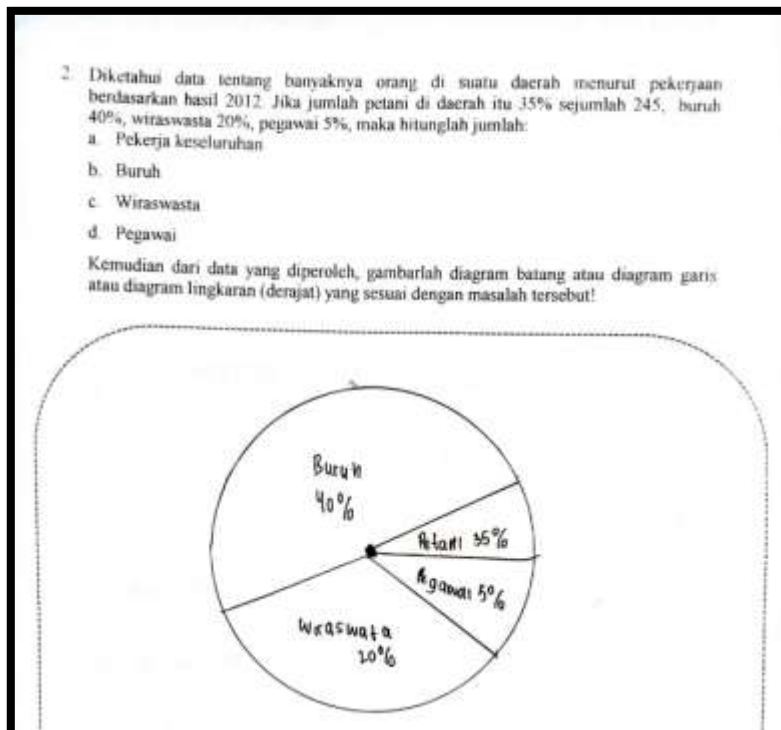 2. Diketahui data tentang banyaknya orang di suatu daerah menurut pekerjaan
berdasarkan hasil 2012. Jika jumlah petani di daerah itu 35% sejumlah 245, buruh
40%, wiraswasta 20%, pegawai 5%, maka hitunglah jumlah:
a. Pekerja keseluruhan
b. Buruh
c. Wiraswasta
d. Pegawai
Kemudian dari data yang diperoleh, gambarlah diagram batang atau diagram garis
atau diagram lingkaran (derajat) yang sesuai dengan masalah tersebut!
Buruh
40%
Petani 35%
Pegawai 5%
Wraswata
20%